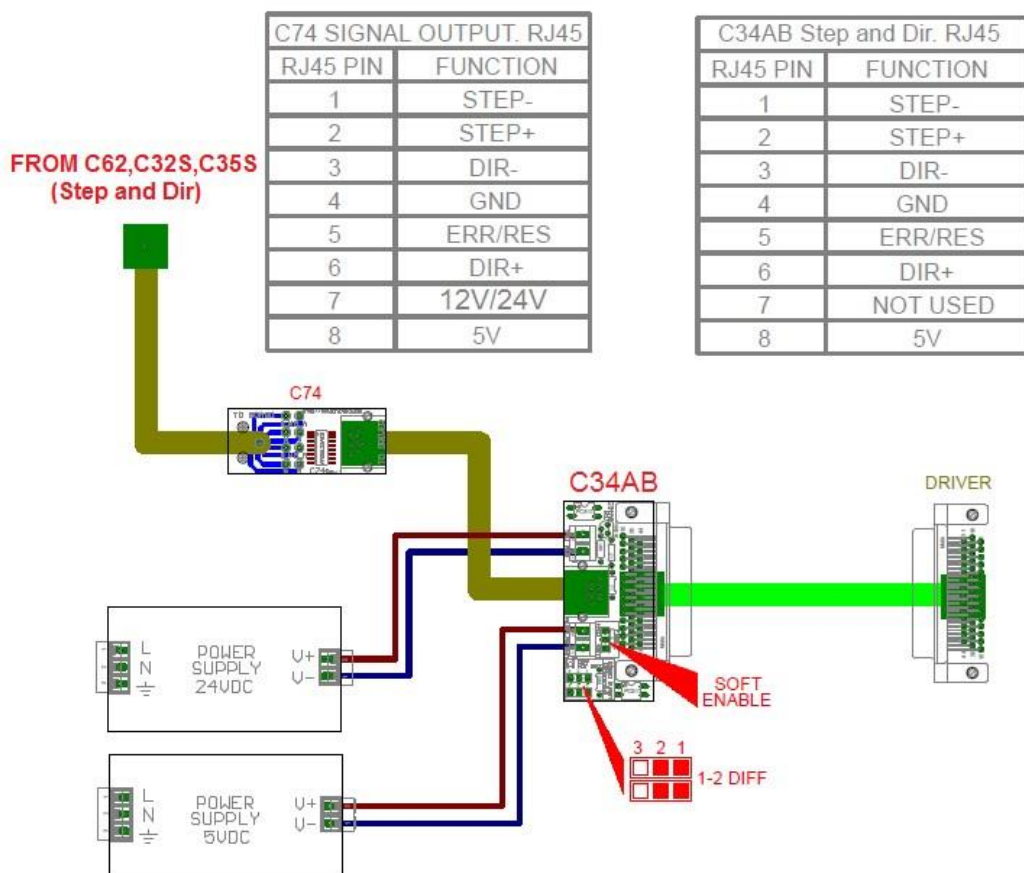 C74 SIGNAL OUTPUT. RJ45
RJ45 PIN FUNCTION
1 STEP-
2 STEP+
3 DIR-
4 GND
5 ERR/RES
6 DIR+
7 12V/24V
8 5V
C34AB Step and Dir. RJ45
RJ45 PIN FUNCTION
1 STEP-
2 STEP+
3 DIR-
4 GND
5 ERR/RES
6 DIR+
7 NOT USED
8 5V
FROM C62,C32S,C35S
(Step and Dir)
C74
C34AB
DRIVER
L
N
POWER
SUPPLY
24VDC
V+
V-
SOFT
ENABLE
3 2 1
1-2 DIFF
L
N
POWER
SUPPLY
5VDC
V+
V-